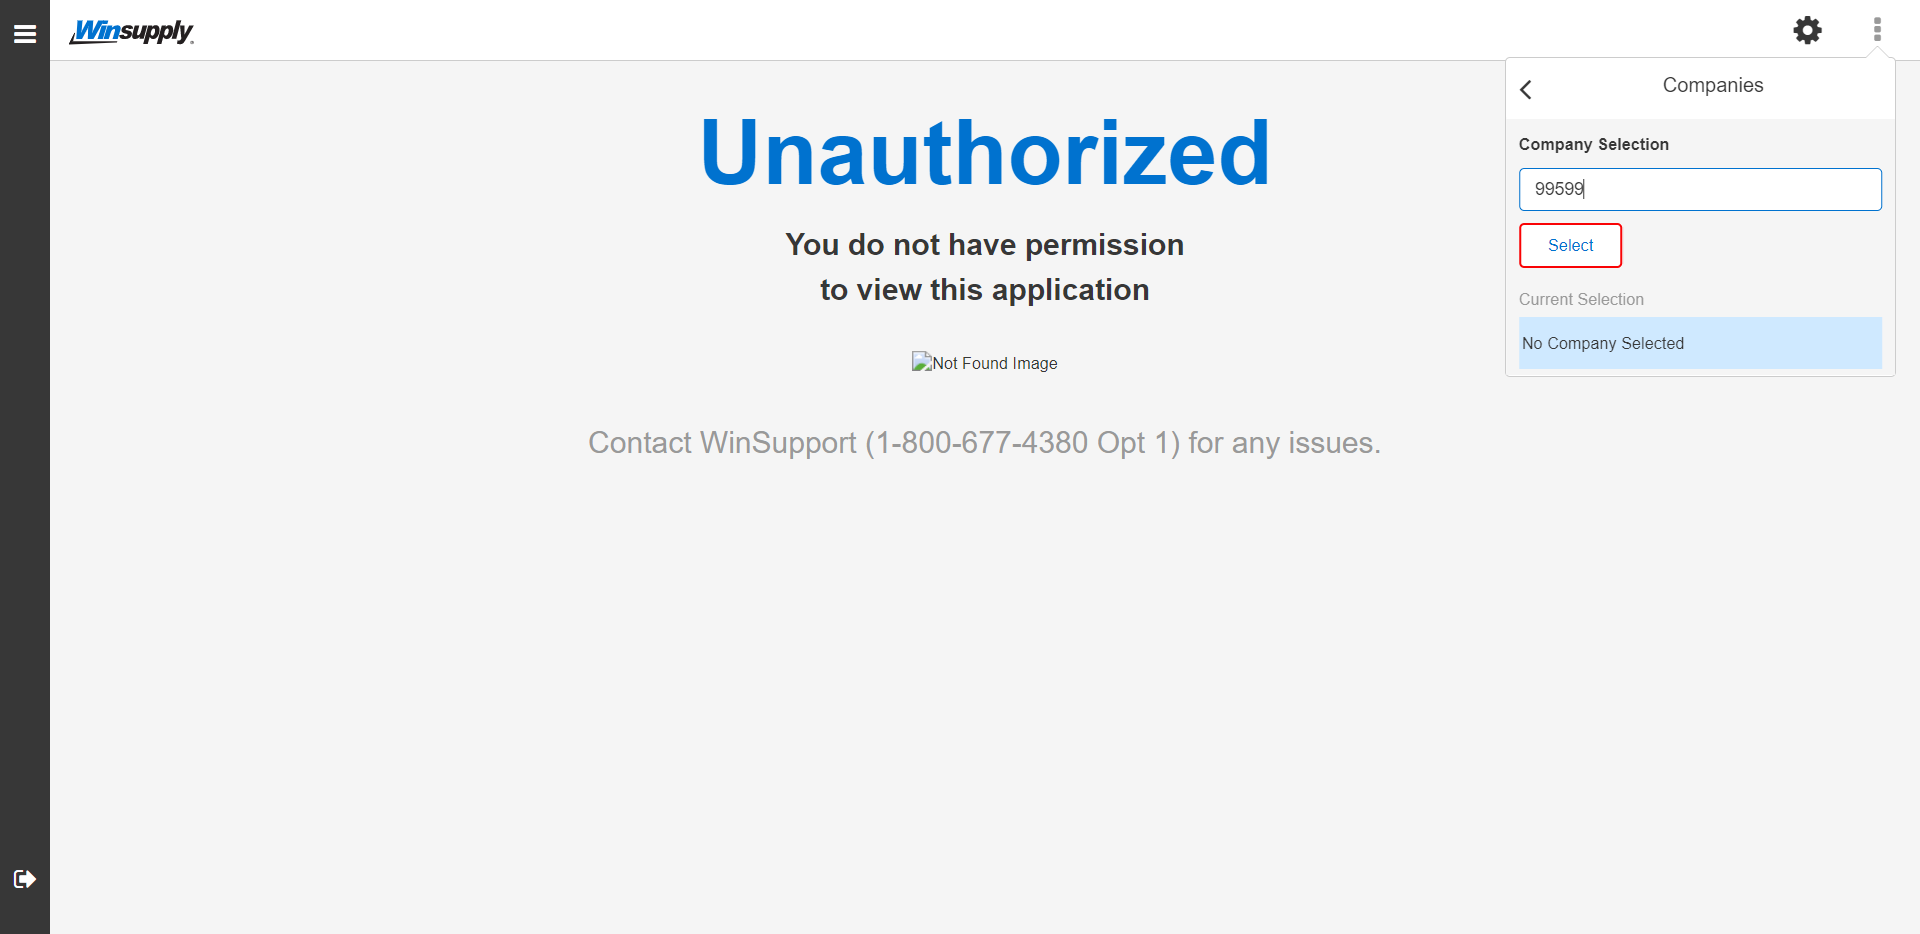 Winsupply
Companies
Company Selection
99599
Select
Current Selection
No Company Selected
Unauthorized
You do not have permission
to view this application
Not Found Image
Contact WinSupport (1-800-677-4380 Opt 1) for any issues.